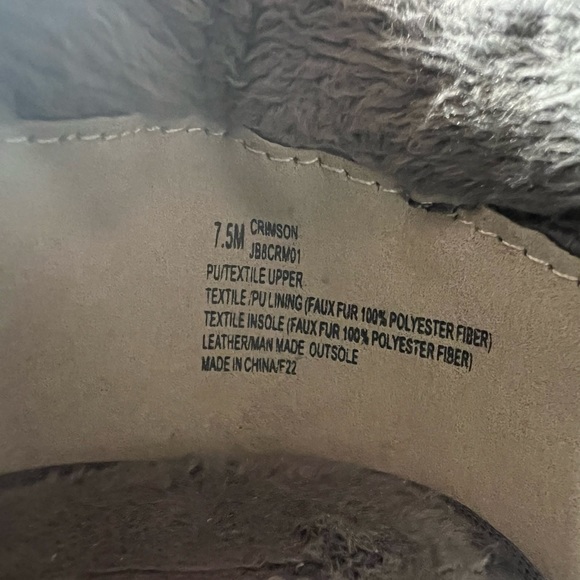 7.5M CRIMSON
JB8CRM01
PU/TEXTILE UPPER
TEXTILE /PU LINING (FAUX FUR 100% POLYESTER FIBER)
TEXTILE INSOLE (FAUX FUR 100% POLYESTER FIBER)
LEATHER/MAN MADE OUTSOLE
MADE IN CHINA/F22